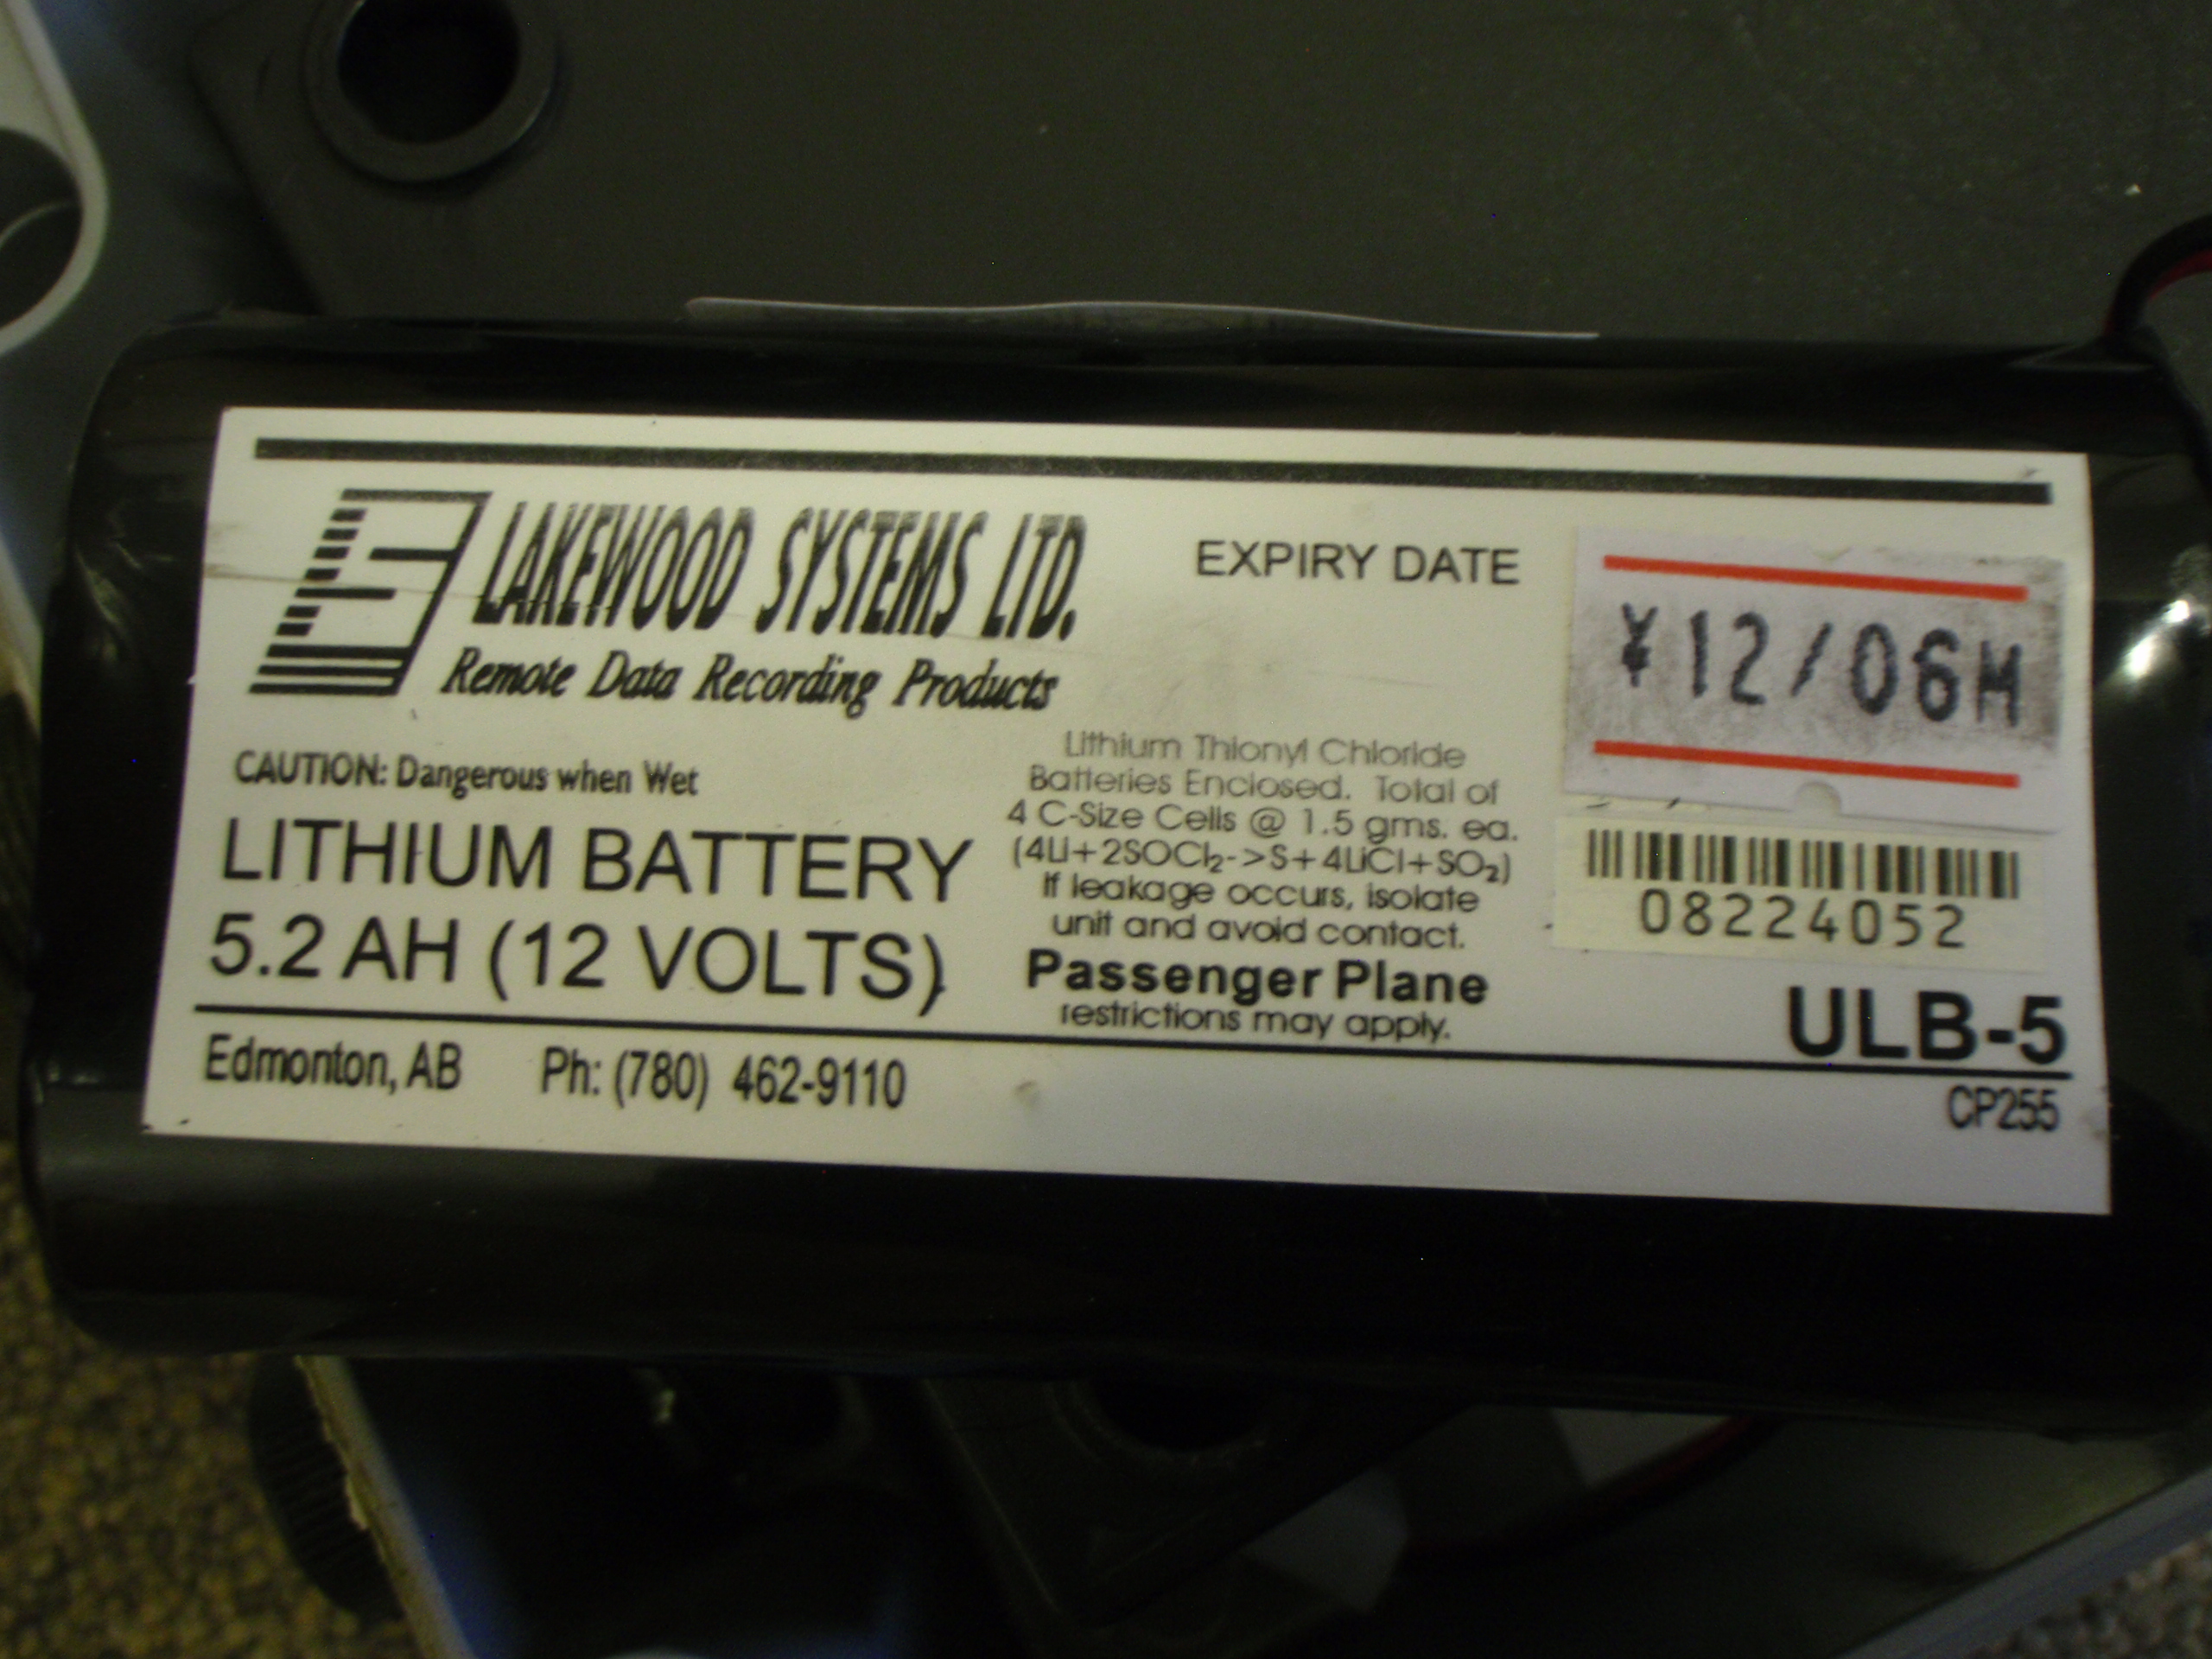 LAKEWOOD SYSTEMS LTD.
Remote Data Recording Products
EXPIRY DATE
¥12/06M
CAUTION: Dangerous when Wet
LITHIUM BATTERY
5.2 AH (12 VOLTS)
Lithium Thionyl Chloride
Batteries Enclosed. Total of
4 C-Size Cells @ 1.5 gms. ea.
(4Li+2SOCl₂->S+4LiCl+SO₂)
If leakage occurs, isolate
unit and avoid contact.
Passenger Plane
restrictions may apply.
08224052
ULB-5
Edmonton, AB Ph: (780) 462-9110
CP255